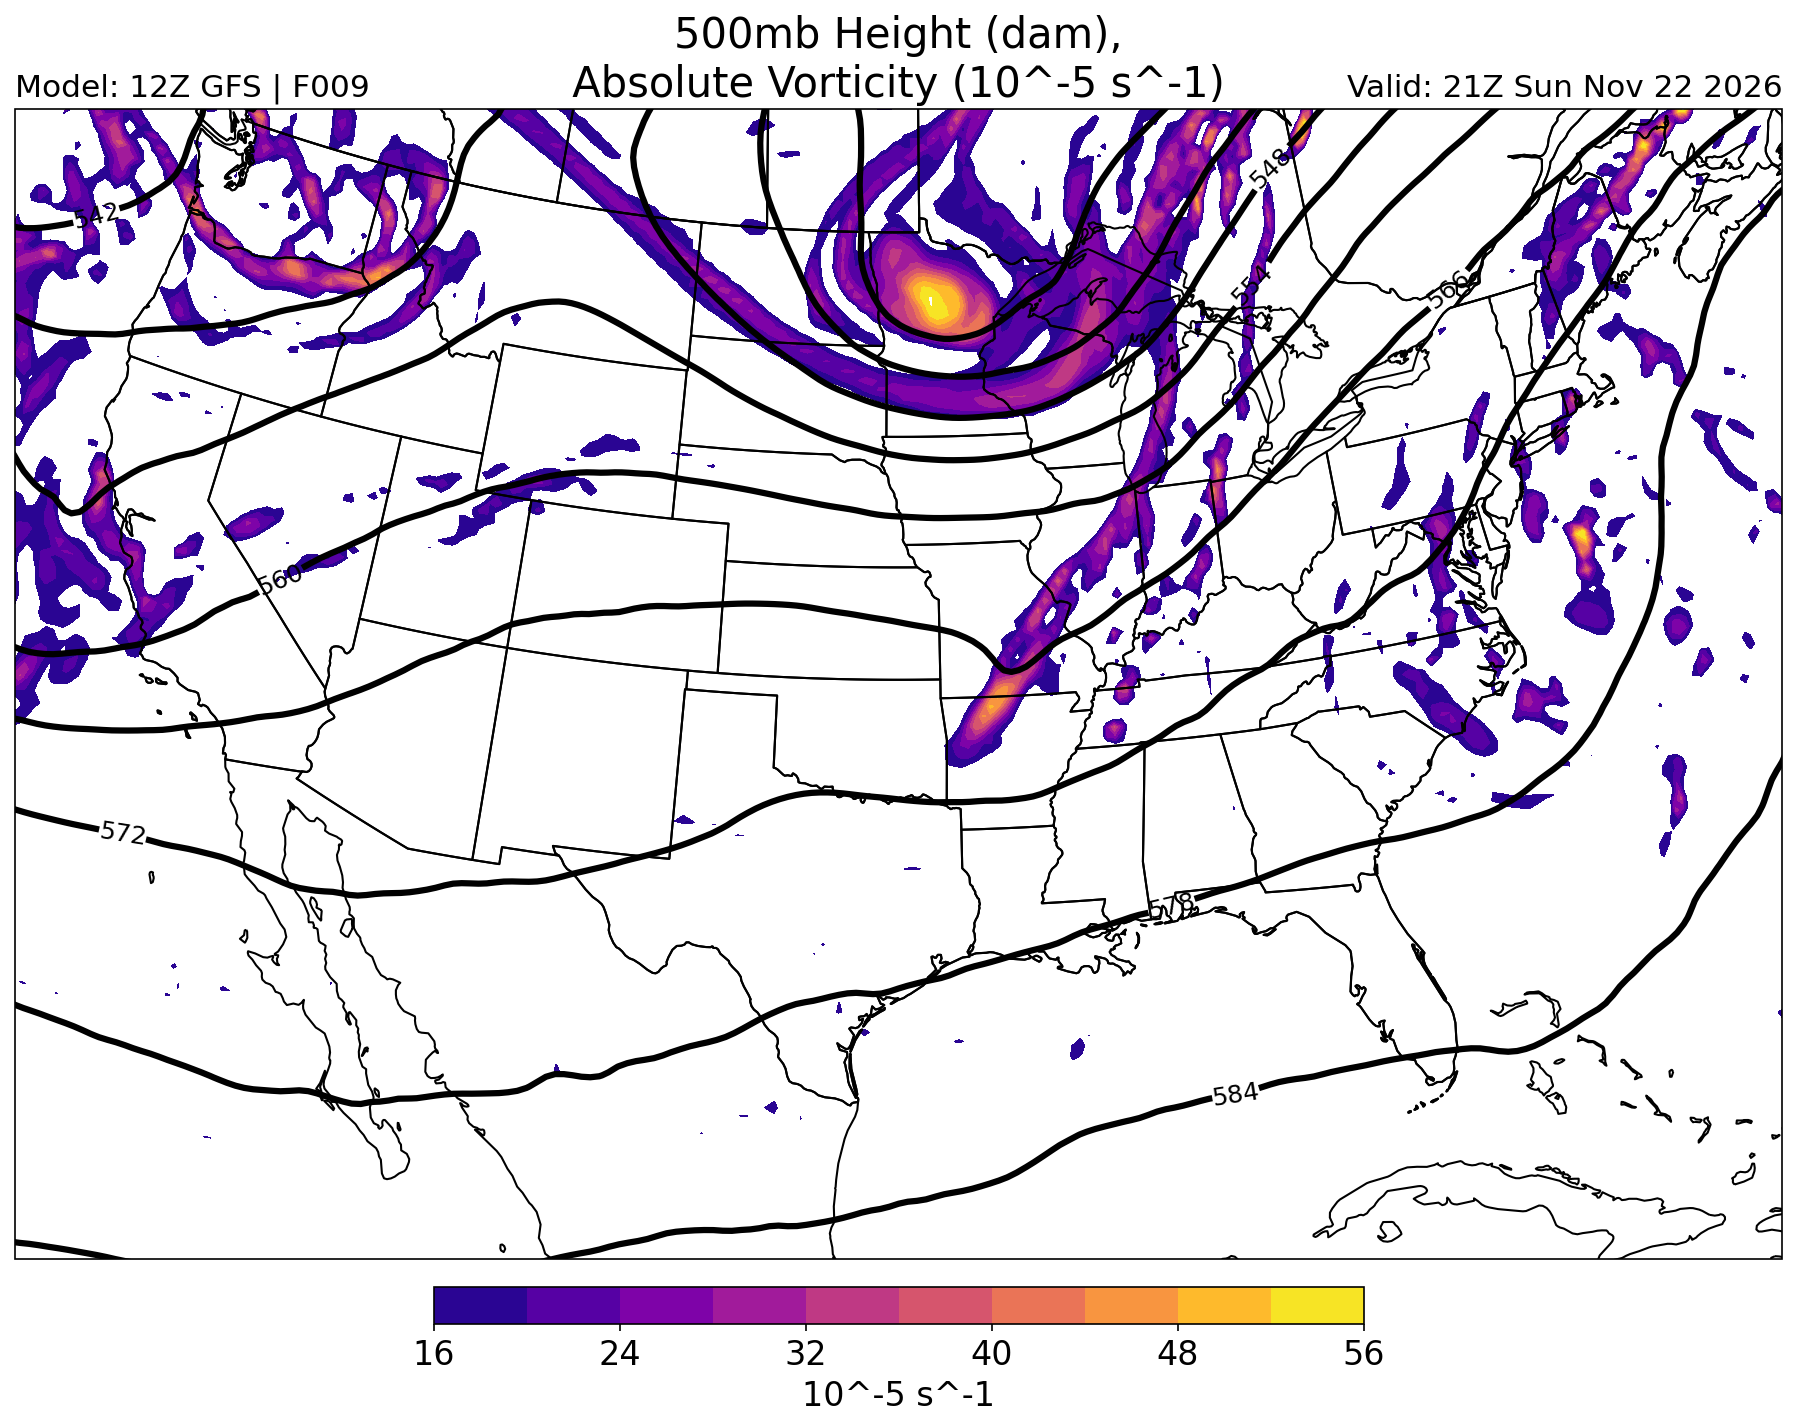 500mb Height (dam),
Absolute Vorticity (10^-5 s^-1)
Model: 12Z GFS | F009
Valid: 21Z Sun Nov 22 2026
548
542
554
566
560
572
578
584
16 24 32 40 48 56
10^-5 s^-1